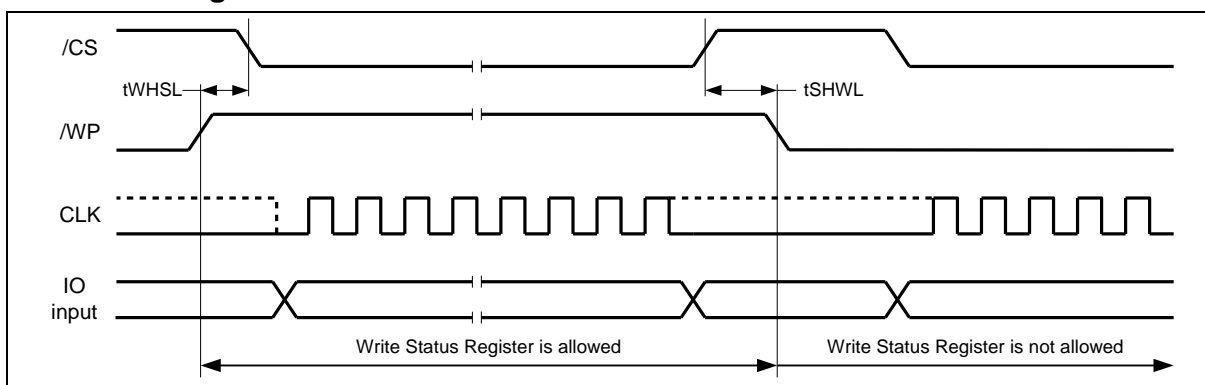 /CS
tWHSL
tSHWL
/WP
CLK
IO
input
Write Status Register is allowed
Write Status Register is not allowed